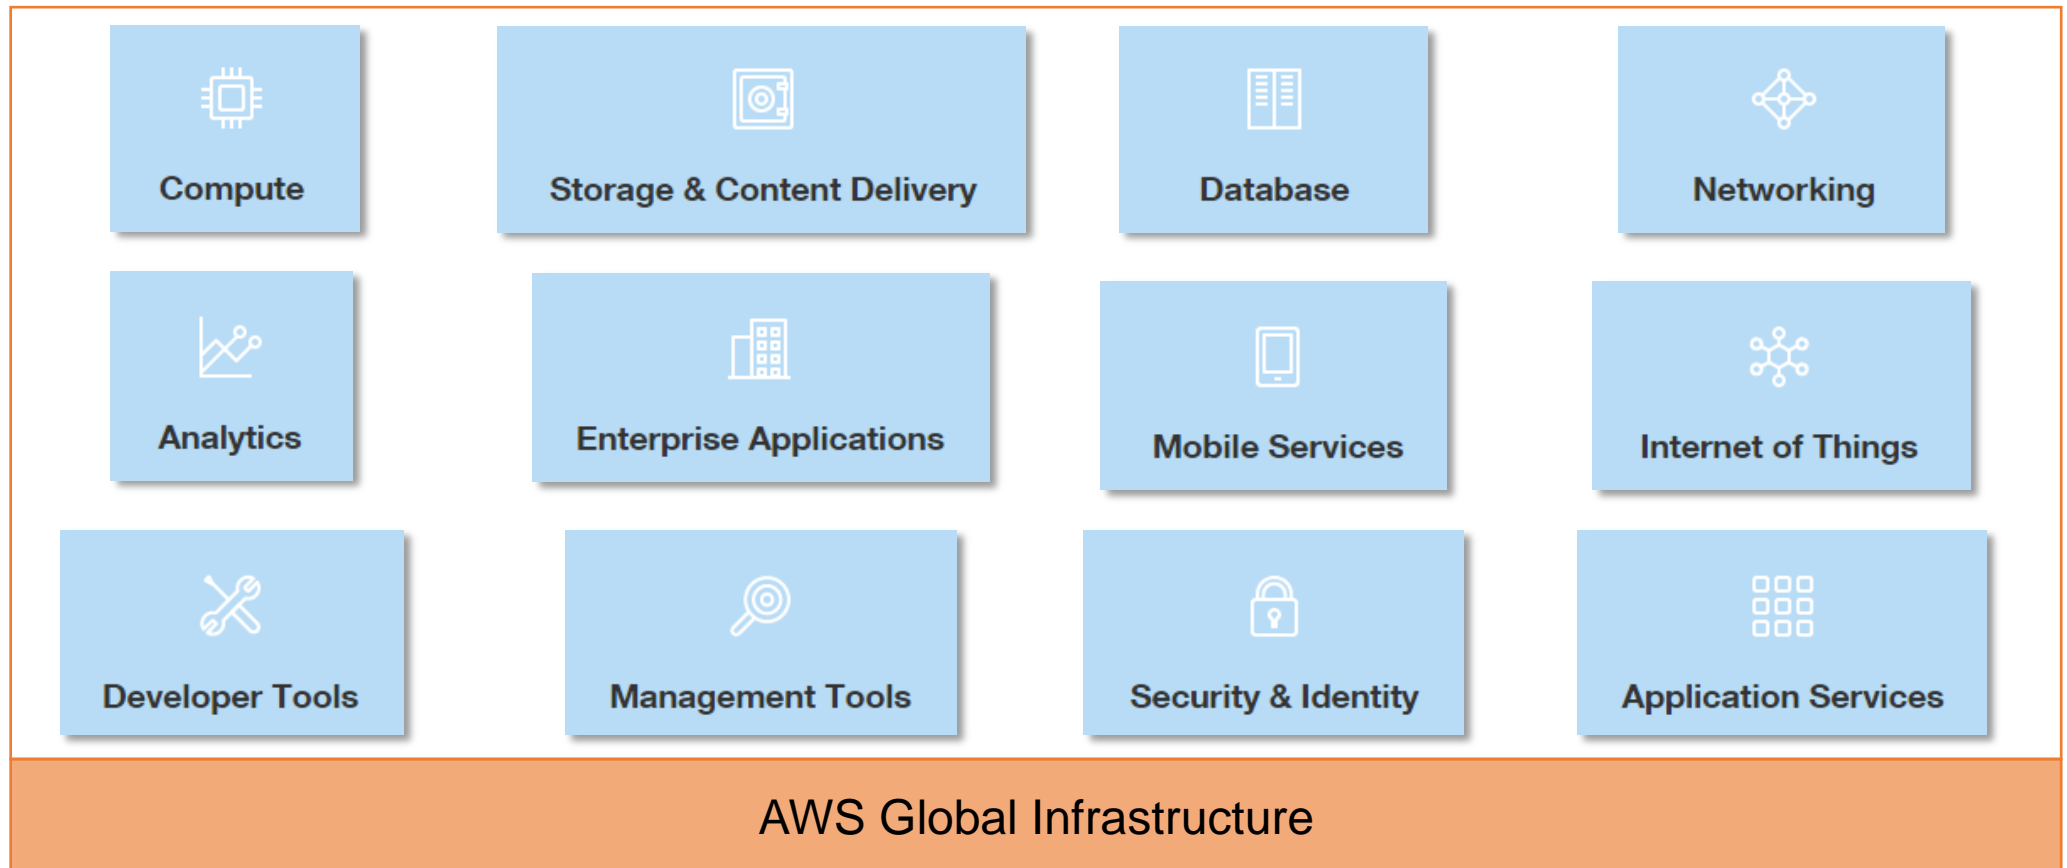 Compute
Storage & Content Delivery
Database
Networking
Analytics
Enterprise Applications
Mobile Services
Internet of Things
Developer Tools
Management Tools
Security & Identity
Application Services
AWS Global Infrastructure